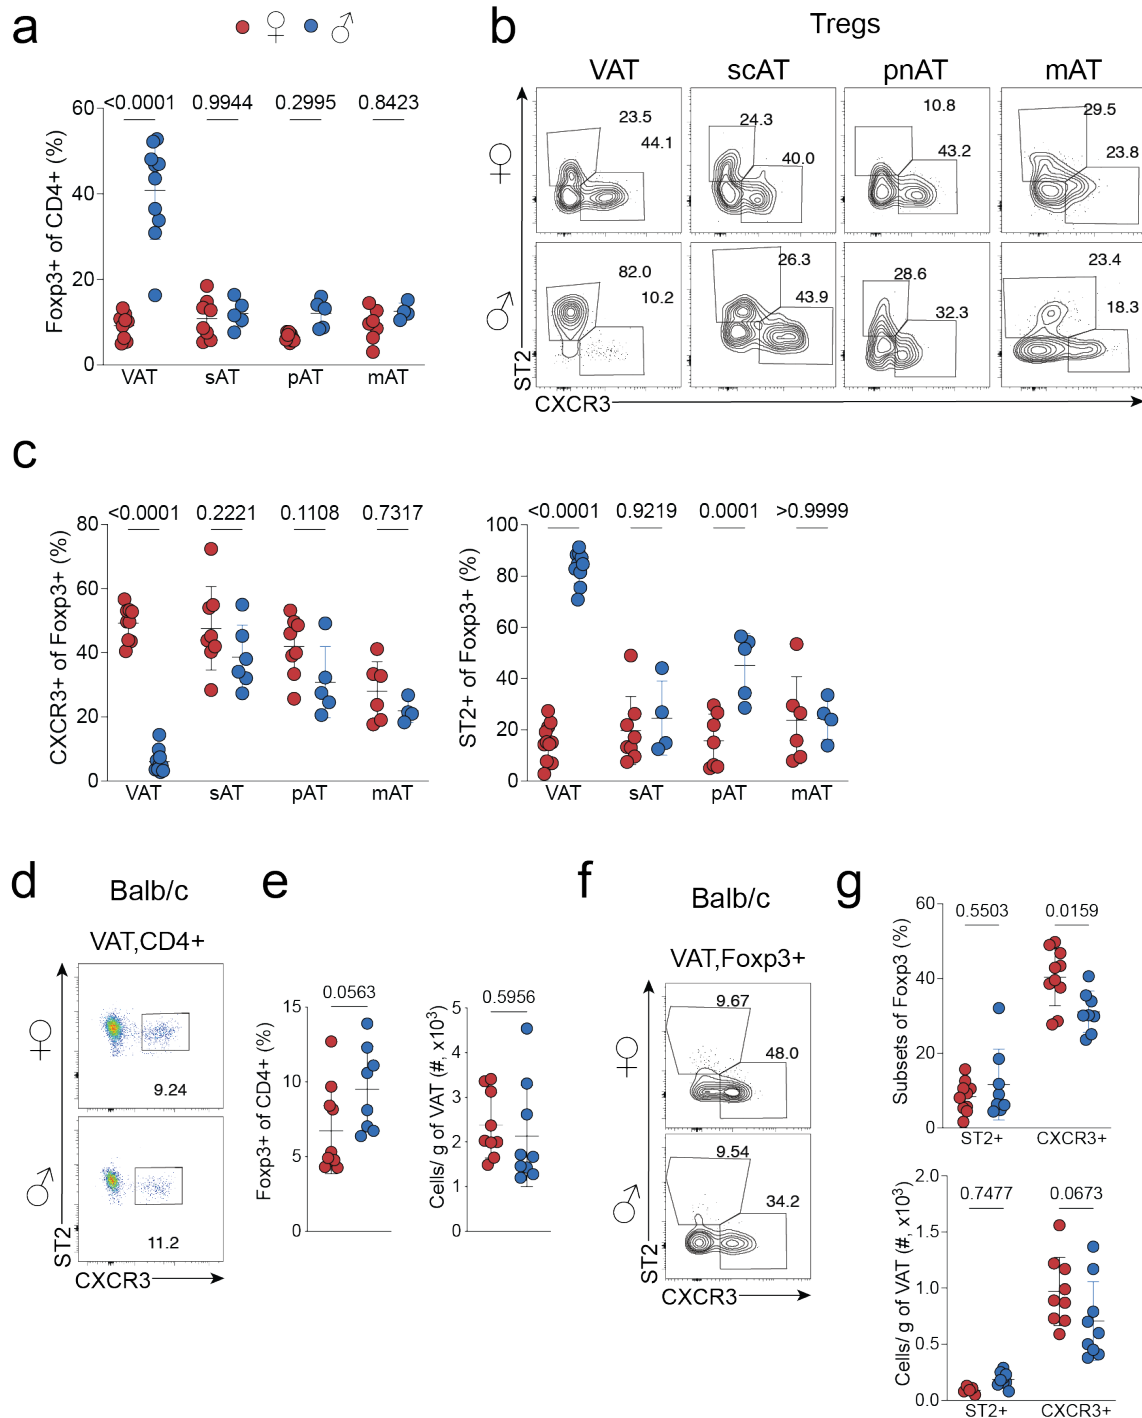 a
♀ ♂
<0.0001 0.9944 0.2995 0.8423
Foxp3+ of CD4+ (%)
60
40
20
0
VAT sAT pAT mAT
b
Tregs
VAT scAT pnAT mAT
♀
23.5
44.1
24.3
40.0
10.8
43.2
29.5
23.8
♂
82.0
10.2
26.3
43.9
28.6
32.3
23.4
18.3
ST2
CXCR3
c
<0.0001 0.2221 0.1108 0.7317
CXCR3+ of Foxp3+ (%)
80
60
40
20
0
VAT sAT pAT mAT
<0.0001 0.9219 0.0001 >0.9999
ST2+ of Foxp3+ (%)
100
80
60
40
20
0
VAT sAT pAT mAT
d
Balb/c
VAT,CD4+
♀
9.24
♂
11.2
ST2
CXCR3
e
0.0563
Foxp3+ of CD4+ (%)
15
10
5
0
0.5956
Cells/ g of VAT (#, x10³)
5
4
3
2
1
0
f
Balb/c
VAT,Foxp3+
♀
9.67
48.0
♂
9.54
34.2
ST2
CXCR3
g
0.5503 0.0159
Subsets of Foxp3 (%)
60
40
20
0
ST2+ CXCR3+
0.7477 0.0673
Cells/ g of VAT (#, x10³)
2.0
1.5
1.0
0.5
0.0
ST2+ CXCR3+